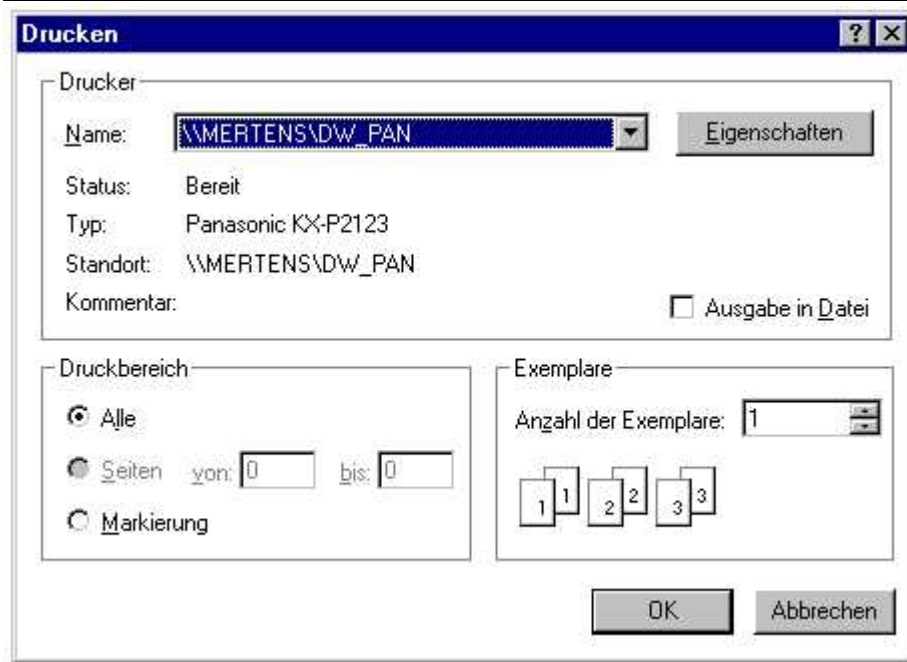 Drucken ? ×
Drucker
Name: \\MERTENS\DW_PAN Eigenschaften
Status: Bereit
Typ: Panasonic KX-P2123
Standort: \\MERTENS\DW_PAN
Kommentar:
Ausgabe in Datei
Druckbereich
Alle
Seiten von: 0 bis: 0
Markierung
Exemplare
Anzahl der Exemplare: 1
1 1 2 2 3 3
OK Abbrechen